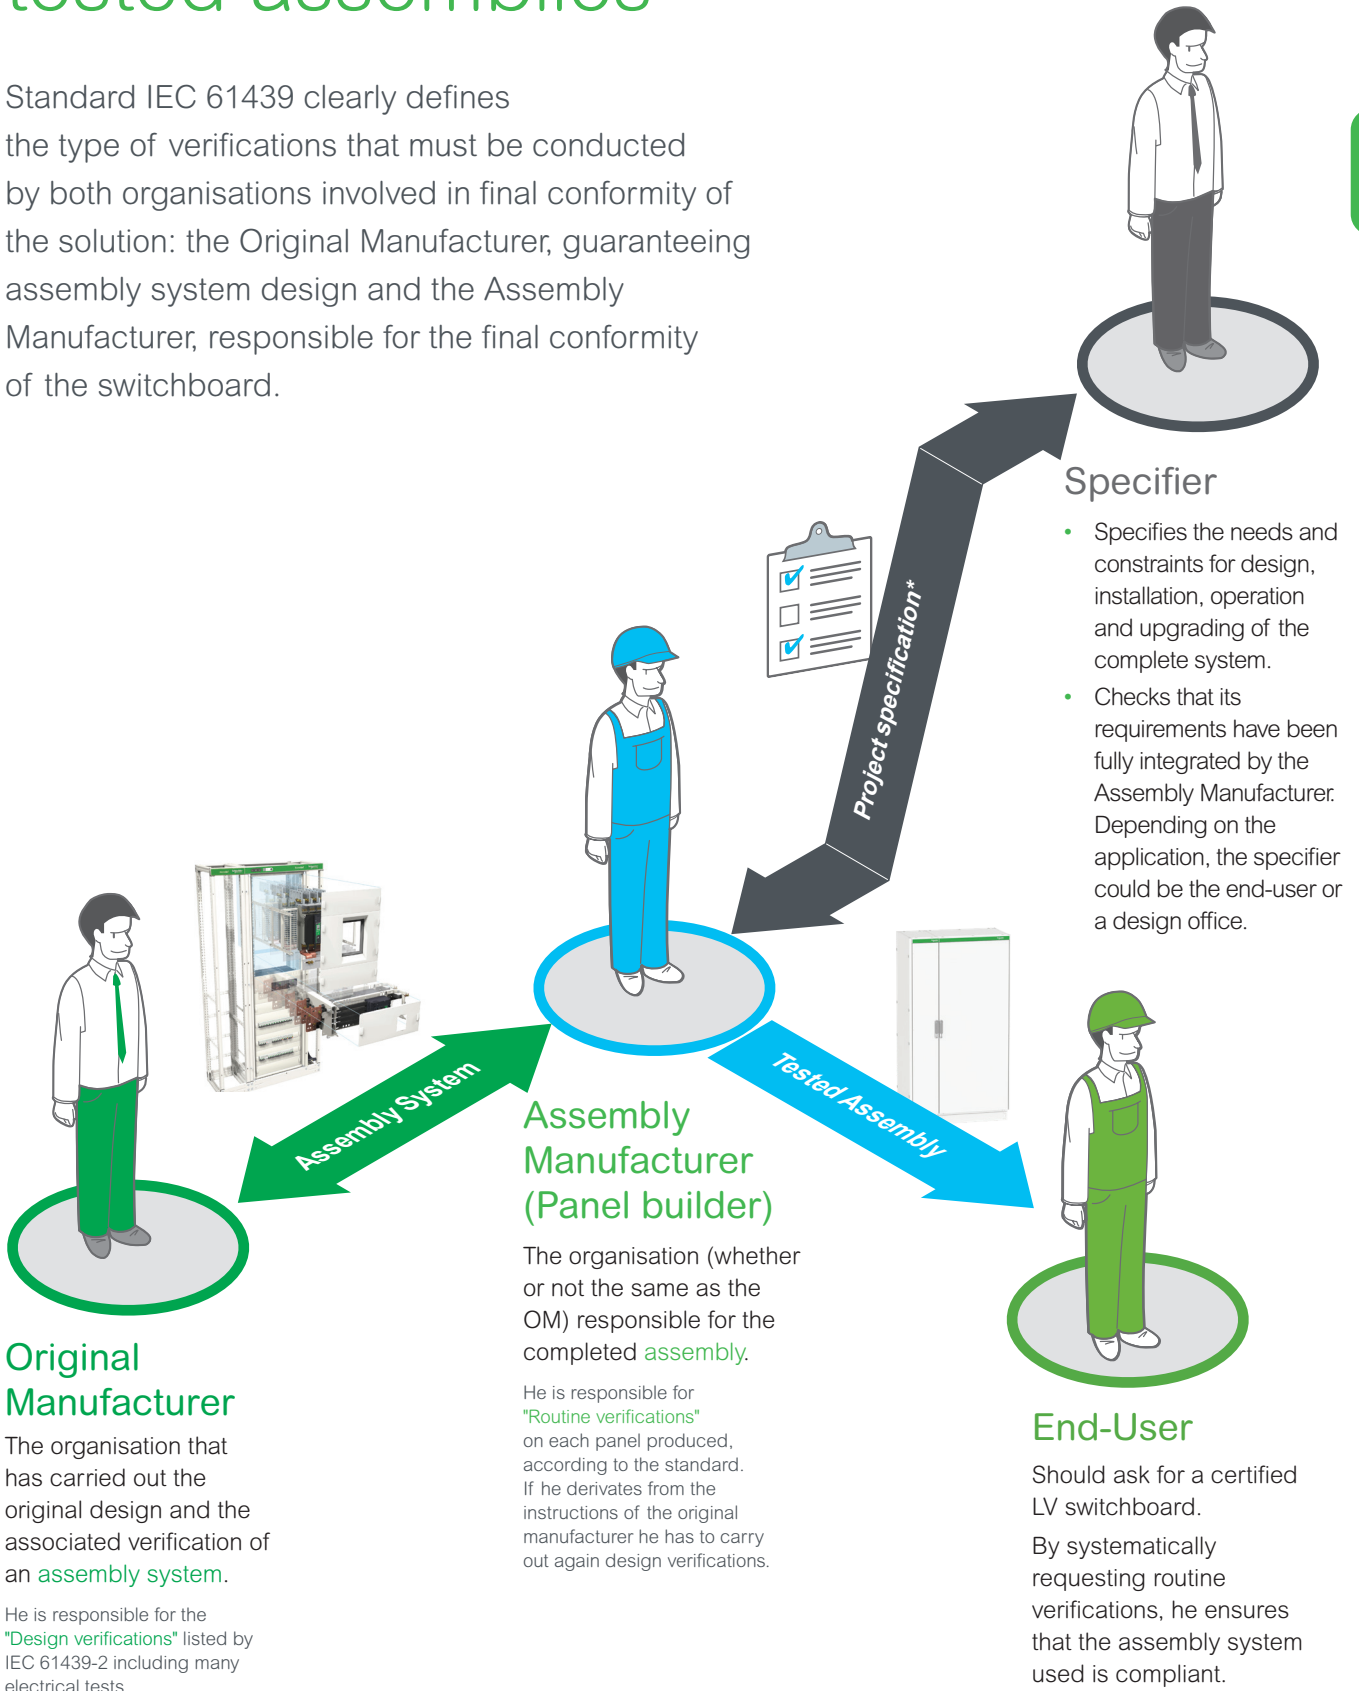 tested assemblies
Standard IEC 61439 clearly defines
the type of verifications that must be conducted
by both organisations involved in final conformity of
the solution: the Original Manufacturer, guaranteeing
assembly system design and the Assembly
Manufacturer, responsible for the final conformity
of the switchboard.
Specifier
• Specifies the needs and
constraints for design,
installation, operation
and upgrading of the
complete system.
• Checks that its
requirements have been
fully integrated by the
Assembly Manufacturer.
Depending on the
application, the specifier
could be the end-user or
a design office.
Project specification*
Assembly System
Tested Assembly
Assembly
Manufacturer
(Panel builder)
The organisation (whether
or not the same as the
OM) responsible for the
completed assembly.
He is responsible for
"Routine verifications"
on each panel produced,
according to the standard.
If he derivates from the
instructions of the original
manufacturer he has to carry
out again design verifications.
Original
Manufacturer
The organisation that
has carried out the
original design and the
associated verification of
an assembly system.
He is responsible for the
"Design verifications" listed by
IEC 61439-2 including many
electrical tests
End-User
Should ask for a certified
LV switchboard.
By systematically
requesting routine
verifications, he ensures
that the assembly system
used is compliant.